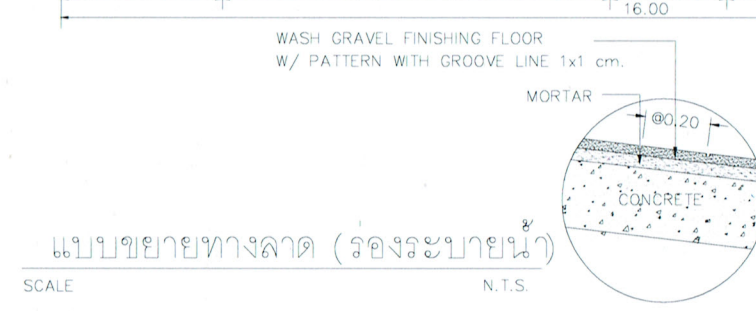 16.00
WASH GRAVEL FINISHING FLOOR
W/ PATTERN WITH GROOVE LINE 1x1 cm.
MORTAR
@0.20
CONCRETE
แบบขยายทางลาด (รองระบายน้ำ)
SCALE N.T.S.